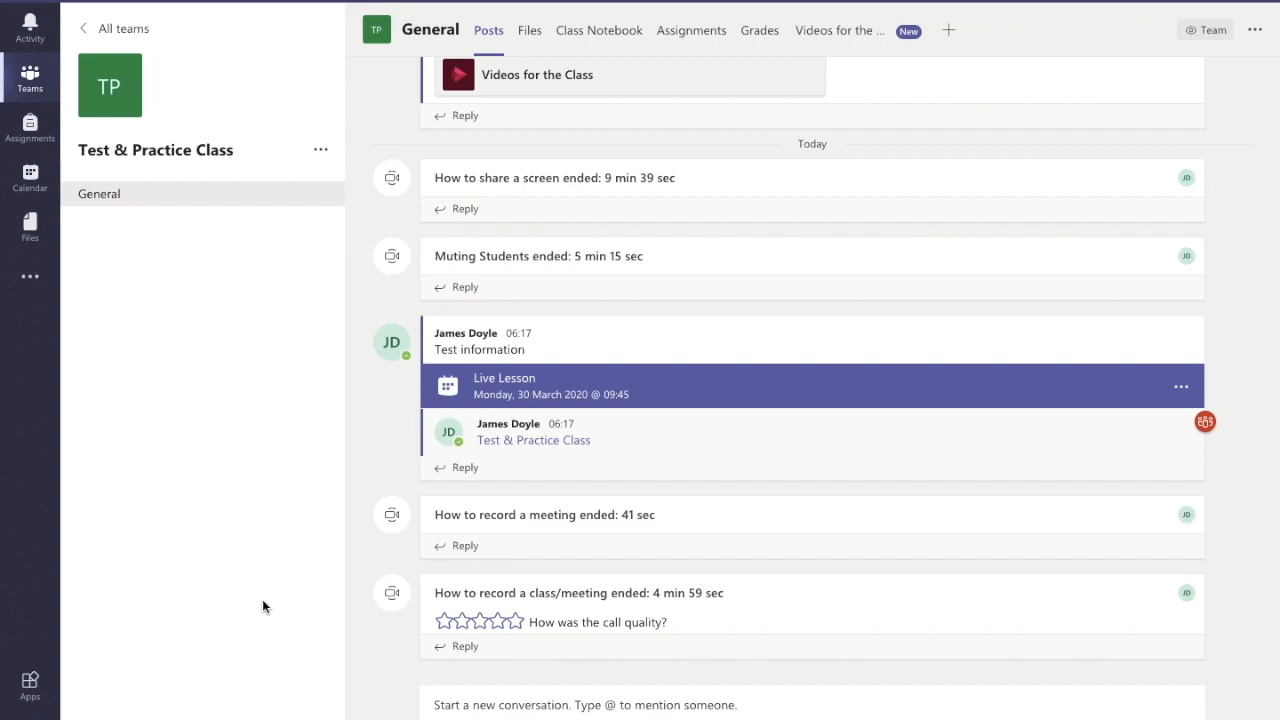 Activity
Teams
Assignments
Calendar
Files
Apps
All teams
TP
Test & Practice Class
General
TP
General Posts Files Class Notebook Assignments Grades Videos for the ... New
Team
Videos for the Class
Reply
Today
How to share a screen ended: 9 min 39 sec
JD
Reply
Muting Students ended: 5 min 15 sec
JD
Reply
JD
James Doyle 06:17
Test information
Live Lesson
Monday, 30 March 2020 @ 09:45
JD
James Doyle 06:17
Test & Practice Class
Reply
How to record a meeting ended: 41 sec
JD
Reply
How to record a class/meeting ended: 4 min 59 sec
JD
How was the call quality?
Reply
Start a new conversation. Type @ to mention someone.